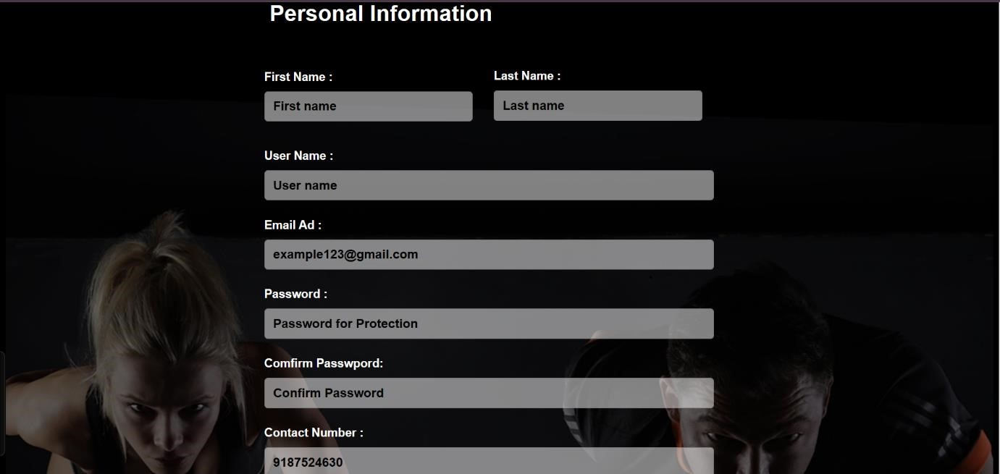 Personal Information
First Name : Last Name :
First name Last name
User Name :
User name
Email Ad :
example123@gmail.com
Password :
Password for Protection
Comfirm Passwpord:
Confirm Password
Contact Number :
9187524630